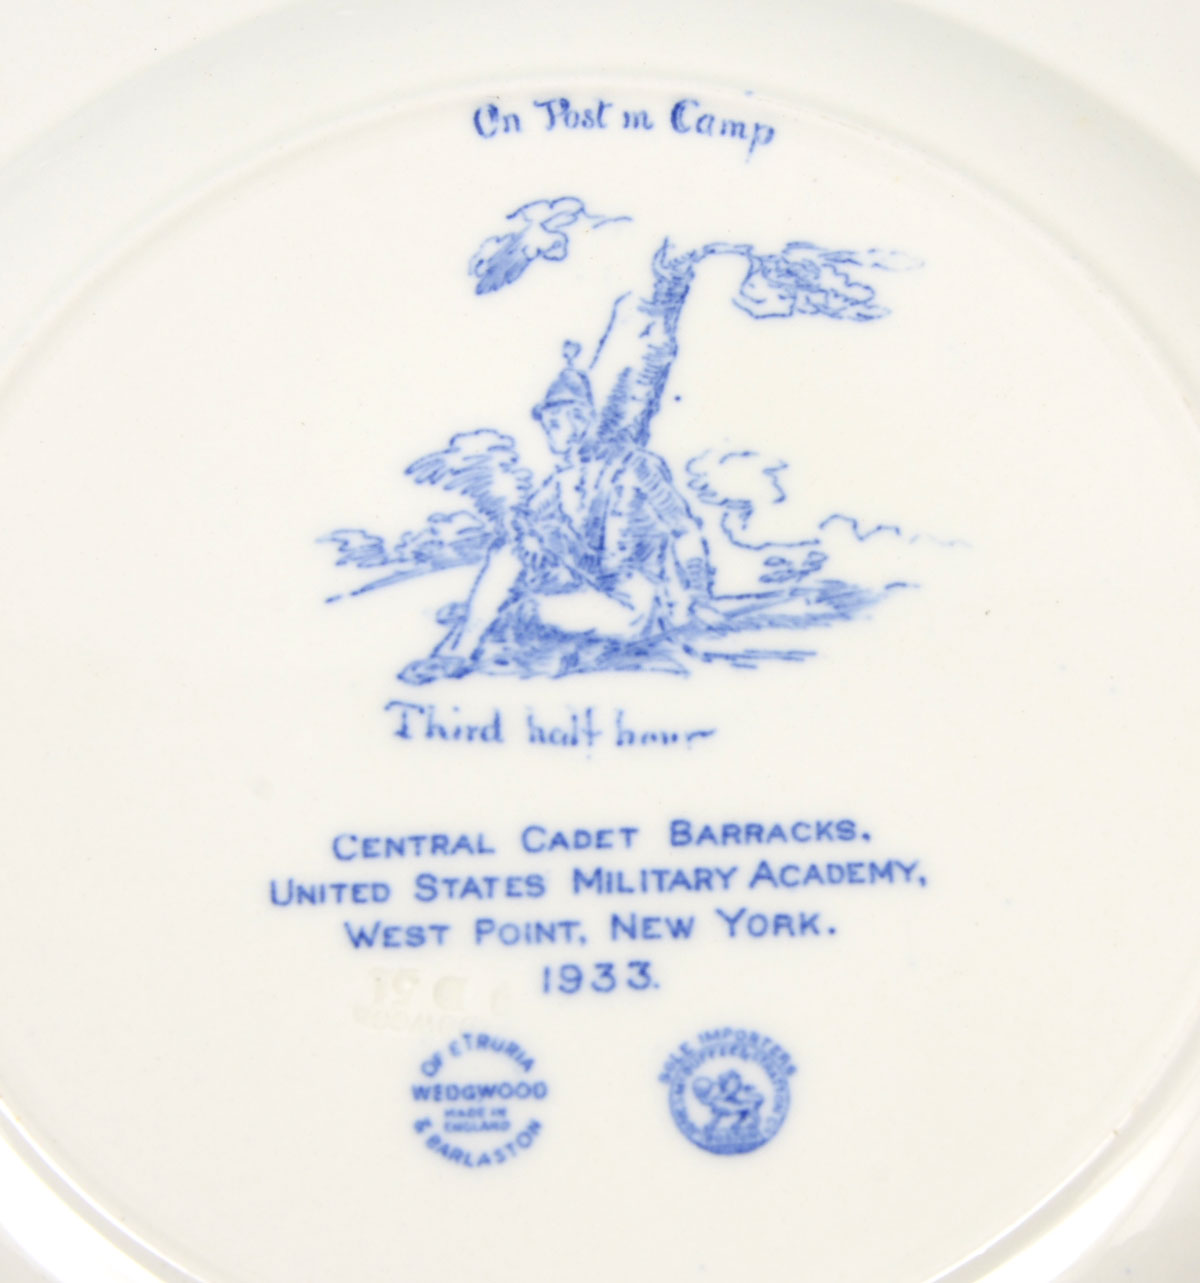 On Post in Camp
Third half hour
CENTRAL CADET BARRACKS.
UNITED STATES MILITARY ACADEMY,
WEST POINT, NEW YORK.
1933.
OF ETRURIA
WEDGWOOD
MADE IN
ENGLAND
& BARLASTON
SOLE IMPORTERS